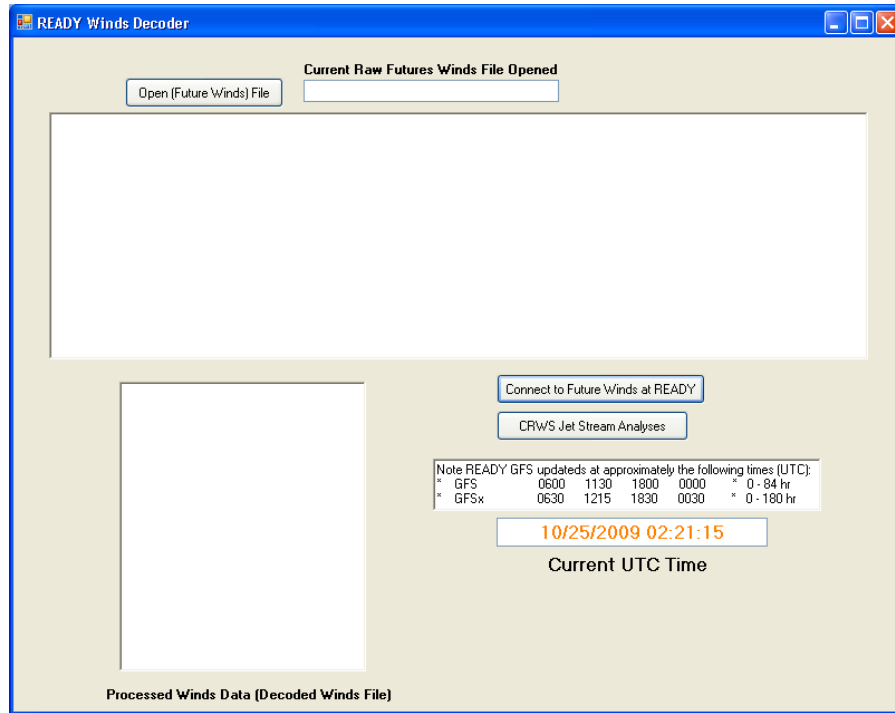 READY Winds Decoder
Current Raw Futures Winds File Opened
Open (Future Winds) File
Connect to Future Winds at READY
CRWS Jet Stream Analyses
Note READY GFS updateds at approximately the following times (UTC):
* GFS 0600 1130 1800 0000 * 0 - 84 hr
* GFSx 0630 1215 1830 0030 * 0 - 180 hr
10/25/2009 02:21:15
Current UTC Time
Processed Winds Data (Decoded Winds File)